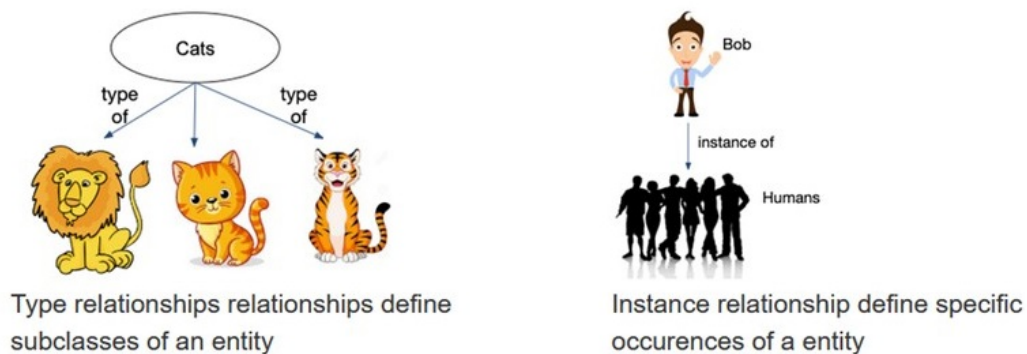 Cats
type
of
type
of
Type relationships relationships define
subclasses of an entity
Bob
instance of
Humans
Instance relationship define specific
occurences of a entity